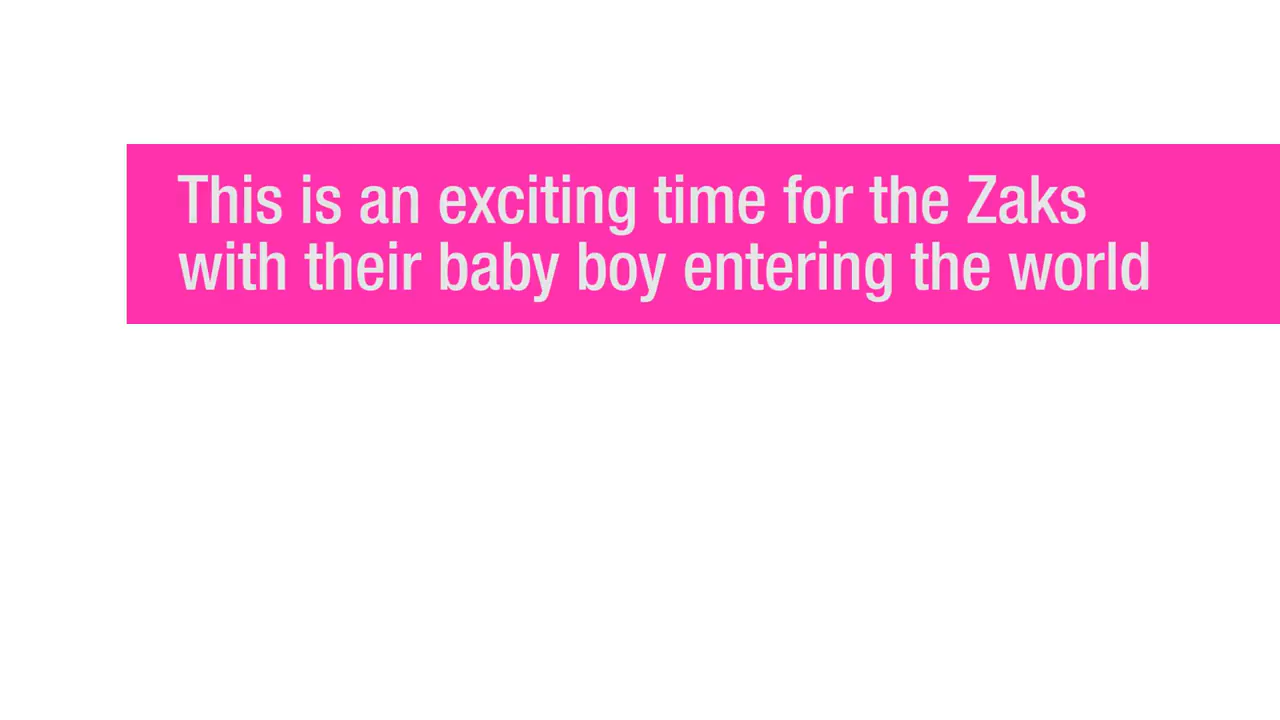 This is an exciting time for the Zaks
with their baby boy entering the world